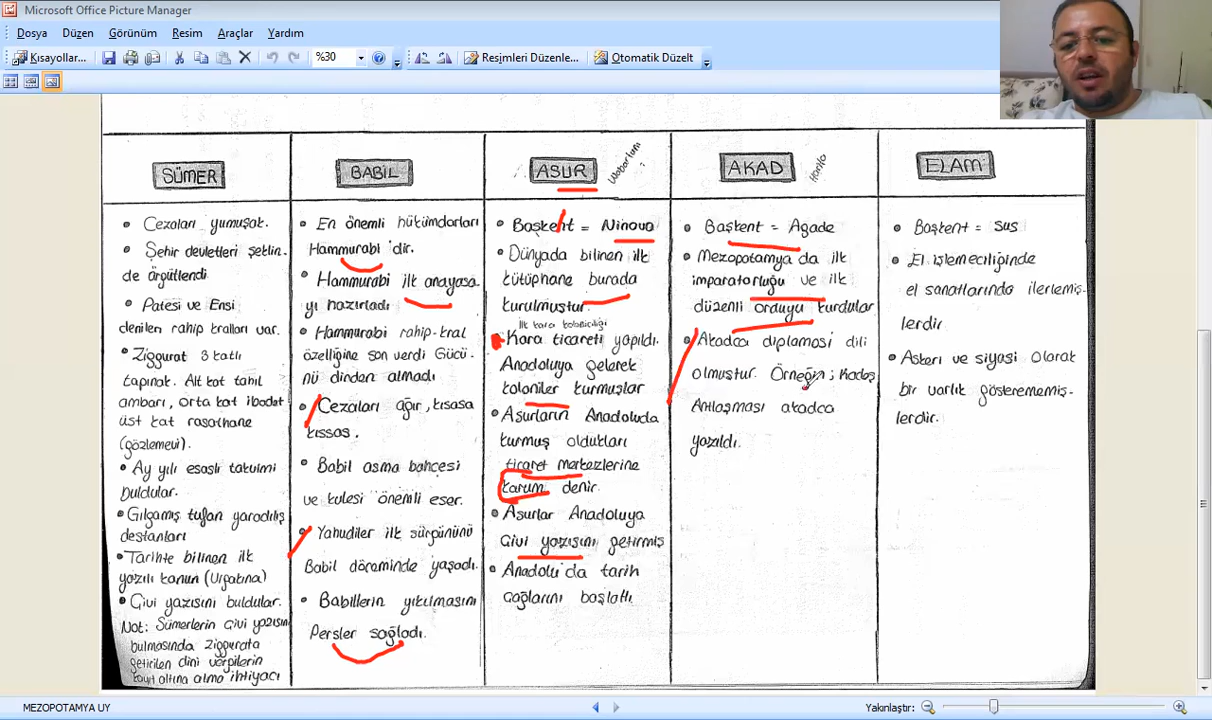 Microsoft Office Picture Manager
Dosya Düzen Görünüm Resim Araçlar Yardım
Kısayollar... %30 Resimleri Düzenle... Otomatik Düzelt
SÜMER
Cezaları yumuşak.
Şehir devletleri şeklin-
de örgütlendi
Patesi ve Ensi
denilen rahip kralları var.
Ziggurat 3 katlı
tapınak. Alt kat tahıl
ambarı, orta kat ibadet
üst kat rasathane
(gözlemevi).
Ay yılı esaslı takvimi
buldular.
Gılgamış tufan yaradılış
destanları
Tarihte bilinen ilk
yazılı kanun (Urgakina)
Çivi yazısını buldular.
Not: Sümerlerin Çivi yazısını
bulmasında Ziggurata
getirilen dini vergilerin
kayıt altına alma ihtiyacı
BABİL
En önemli hükümdarları
Hammurabi 'dir.
Hammurabi ilk anayasa-
yı hazırladı
Hammurabi rahip-kral
özelliğine son verdi Gücü-
nü dinden almadı
Cezaları ağır, kısasa
kıssas.
Babil asma bahçesi
ve kulesi önemli eser.
Yahudiler ilk sürgününü
Babil döneminde yaşadı.
Babillerin yıkılmasını
Persler sağladı.
ASUR
Başkent = Ninova
Dünyada bilinen ilk
kütüphane burada
kurulmuştur.
ilk kara koloniciliği
Kara ticareti yapıldı.
Anadoluya gelerek
koloniler kurmuşlar
Asurların Anadoluda
kurmuş oldukları
ticaret merkezlerine
karum denir.
Asurlar Anadoluya
Çivi yazısını getirmiş
Anadolu'da tarih
çağlarını başlattı
AKAD
Başkent = Agade
Mezopotamya da ilk
imparatorluğu ve ilk
düzenli orduyu kurdular
Akadca diplamosi dili
olmuştur. Örneğin; Kadeş
Antlaşması akadca
yazıldı.
ELAM
Başkent = Sus
El işlemeciliğinde
el sanatlarında ilerlemiş-
lerdir
Askeri ve siyasi olarak
bir varlık gösterememiş-
lerdir.
MEZOPOTAMYA UY
Yakınlaştır: